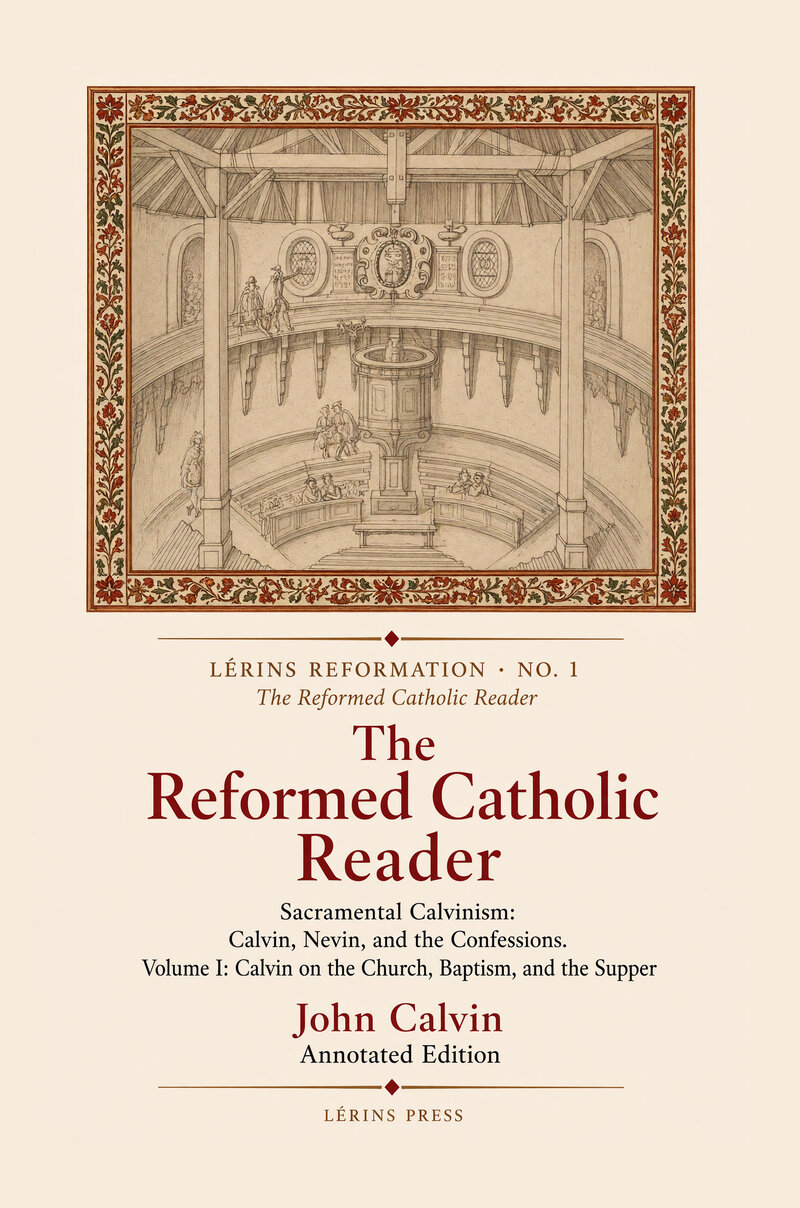 LÉRINS REFORMATION · NO. 1
The Reformed Catholic Reader
The
Reformed Catholic
Reader
Sacramental Calvinism:
Calvin, Nevin, and the Confessions.
Volume I: Calvin on the Church, Baptism, and the Supper
John Calvin
Annotated Edition
LÉRINS PRESS